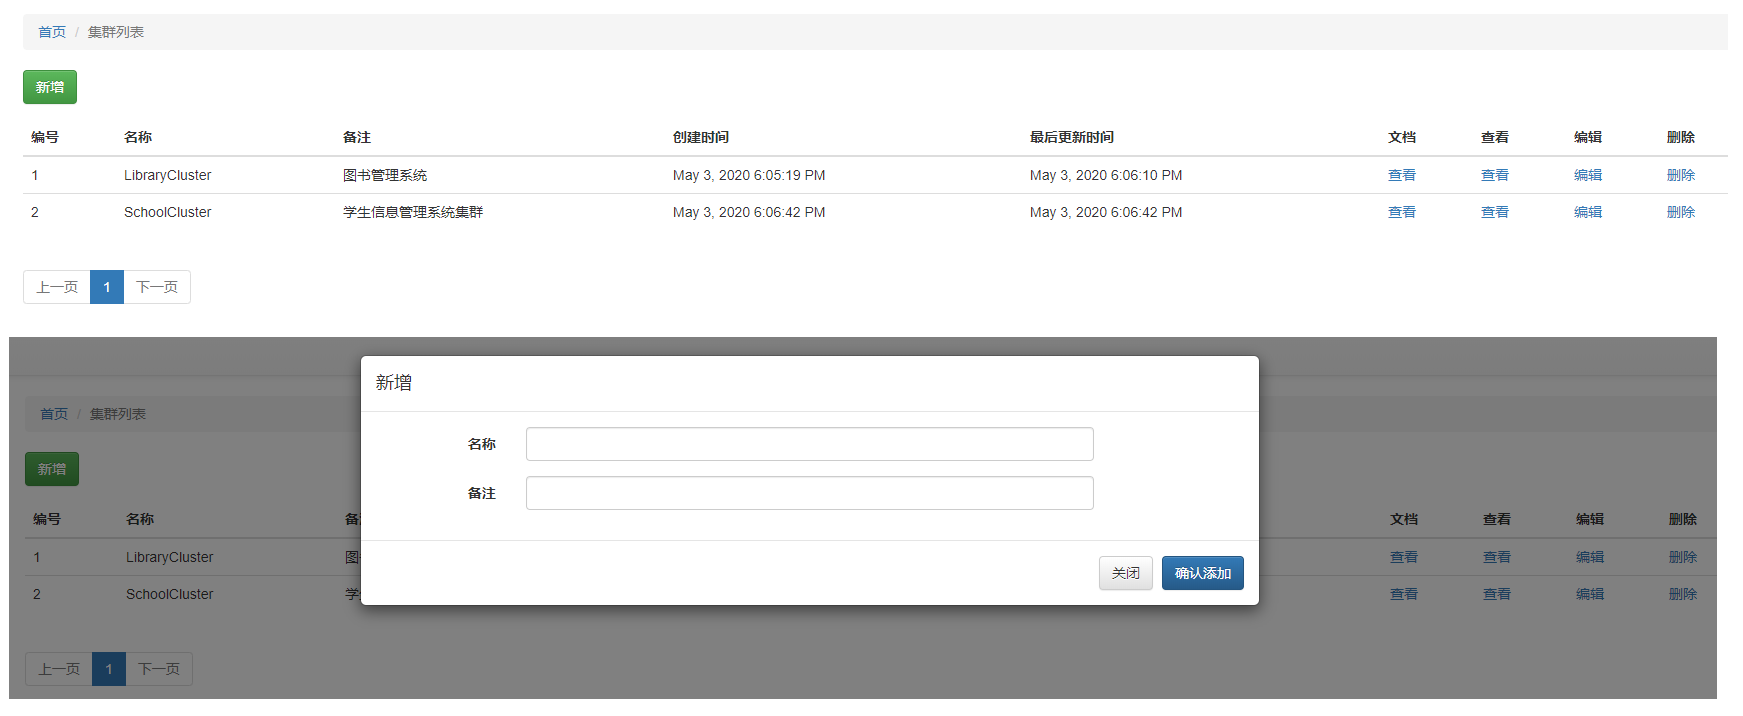 首页 / 集群列表
新增
编号 名称 备注 创建时间 最后更新时间 文档 查看 编辑 删除
1 LibraryCluster 图书管理系统 May 3, 2020 6:05:19 PM May 3, 2020 6:06:10 PM 查看 查看 编辑 删除
2 SchoolCluster 学生信息管理系统集群 May 3, 2020 6:06:42 PM May 3, 2020 6:06:42 PM 查看 查看 编辑 删除
上一页 1 下一页
新增
首页 / 集群列表
名称
新增
备注
编号 名称 备 文档 查看 编辑 删除
1 LibraryCluster 图 查看 查看 编辑 删除
关闭 确认添加
2 SchoolCluster 学 查看 查看 编辑 删除
上一页 1 下一页